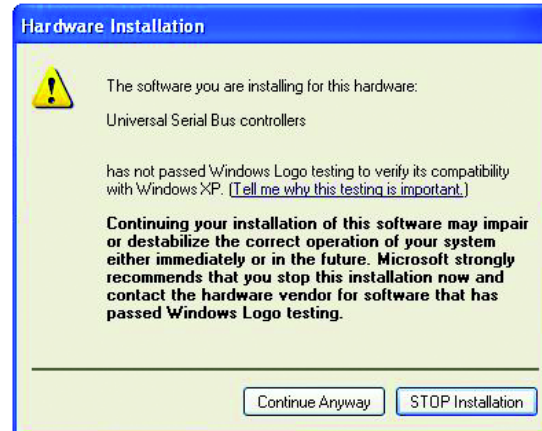 Hardware Installation
The software you are installing for this hardware:
Universal Serial Bus controllers
has not passed Windows Logo testing to verify its compatibility
with Windows XP. (Tell me why this testing is important.)
Continuing your installation of this software may impair
or destabilize the correct operation of your system
either immediately or in the future. Microsoft strongly
recommends that you stop this installation now and
contact the hardware vendor for software that has
passed Windows Logo testing.
Continue Anyway
STOP Installation